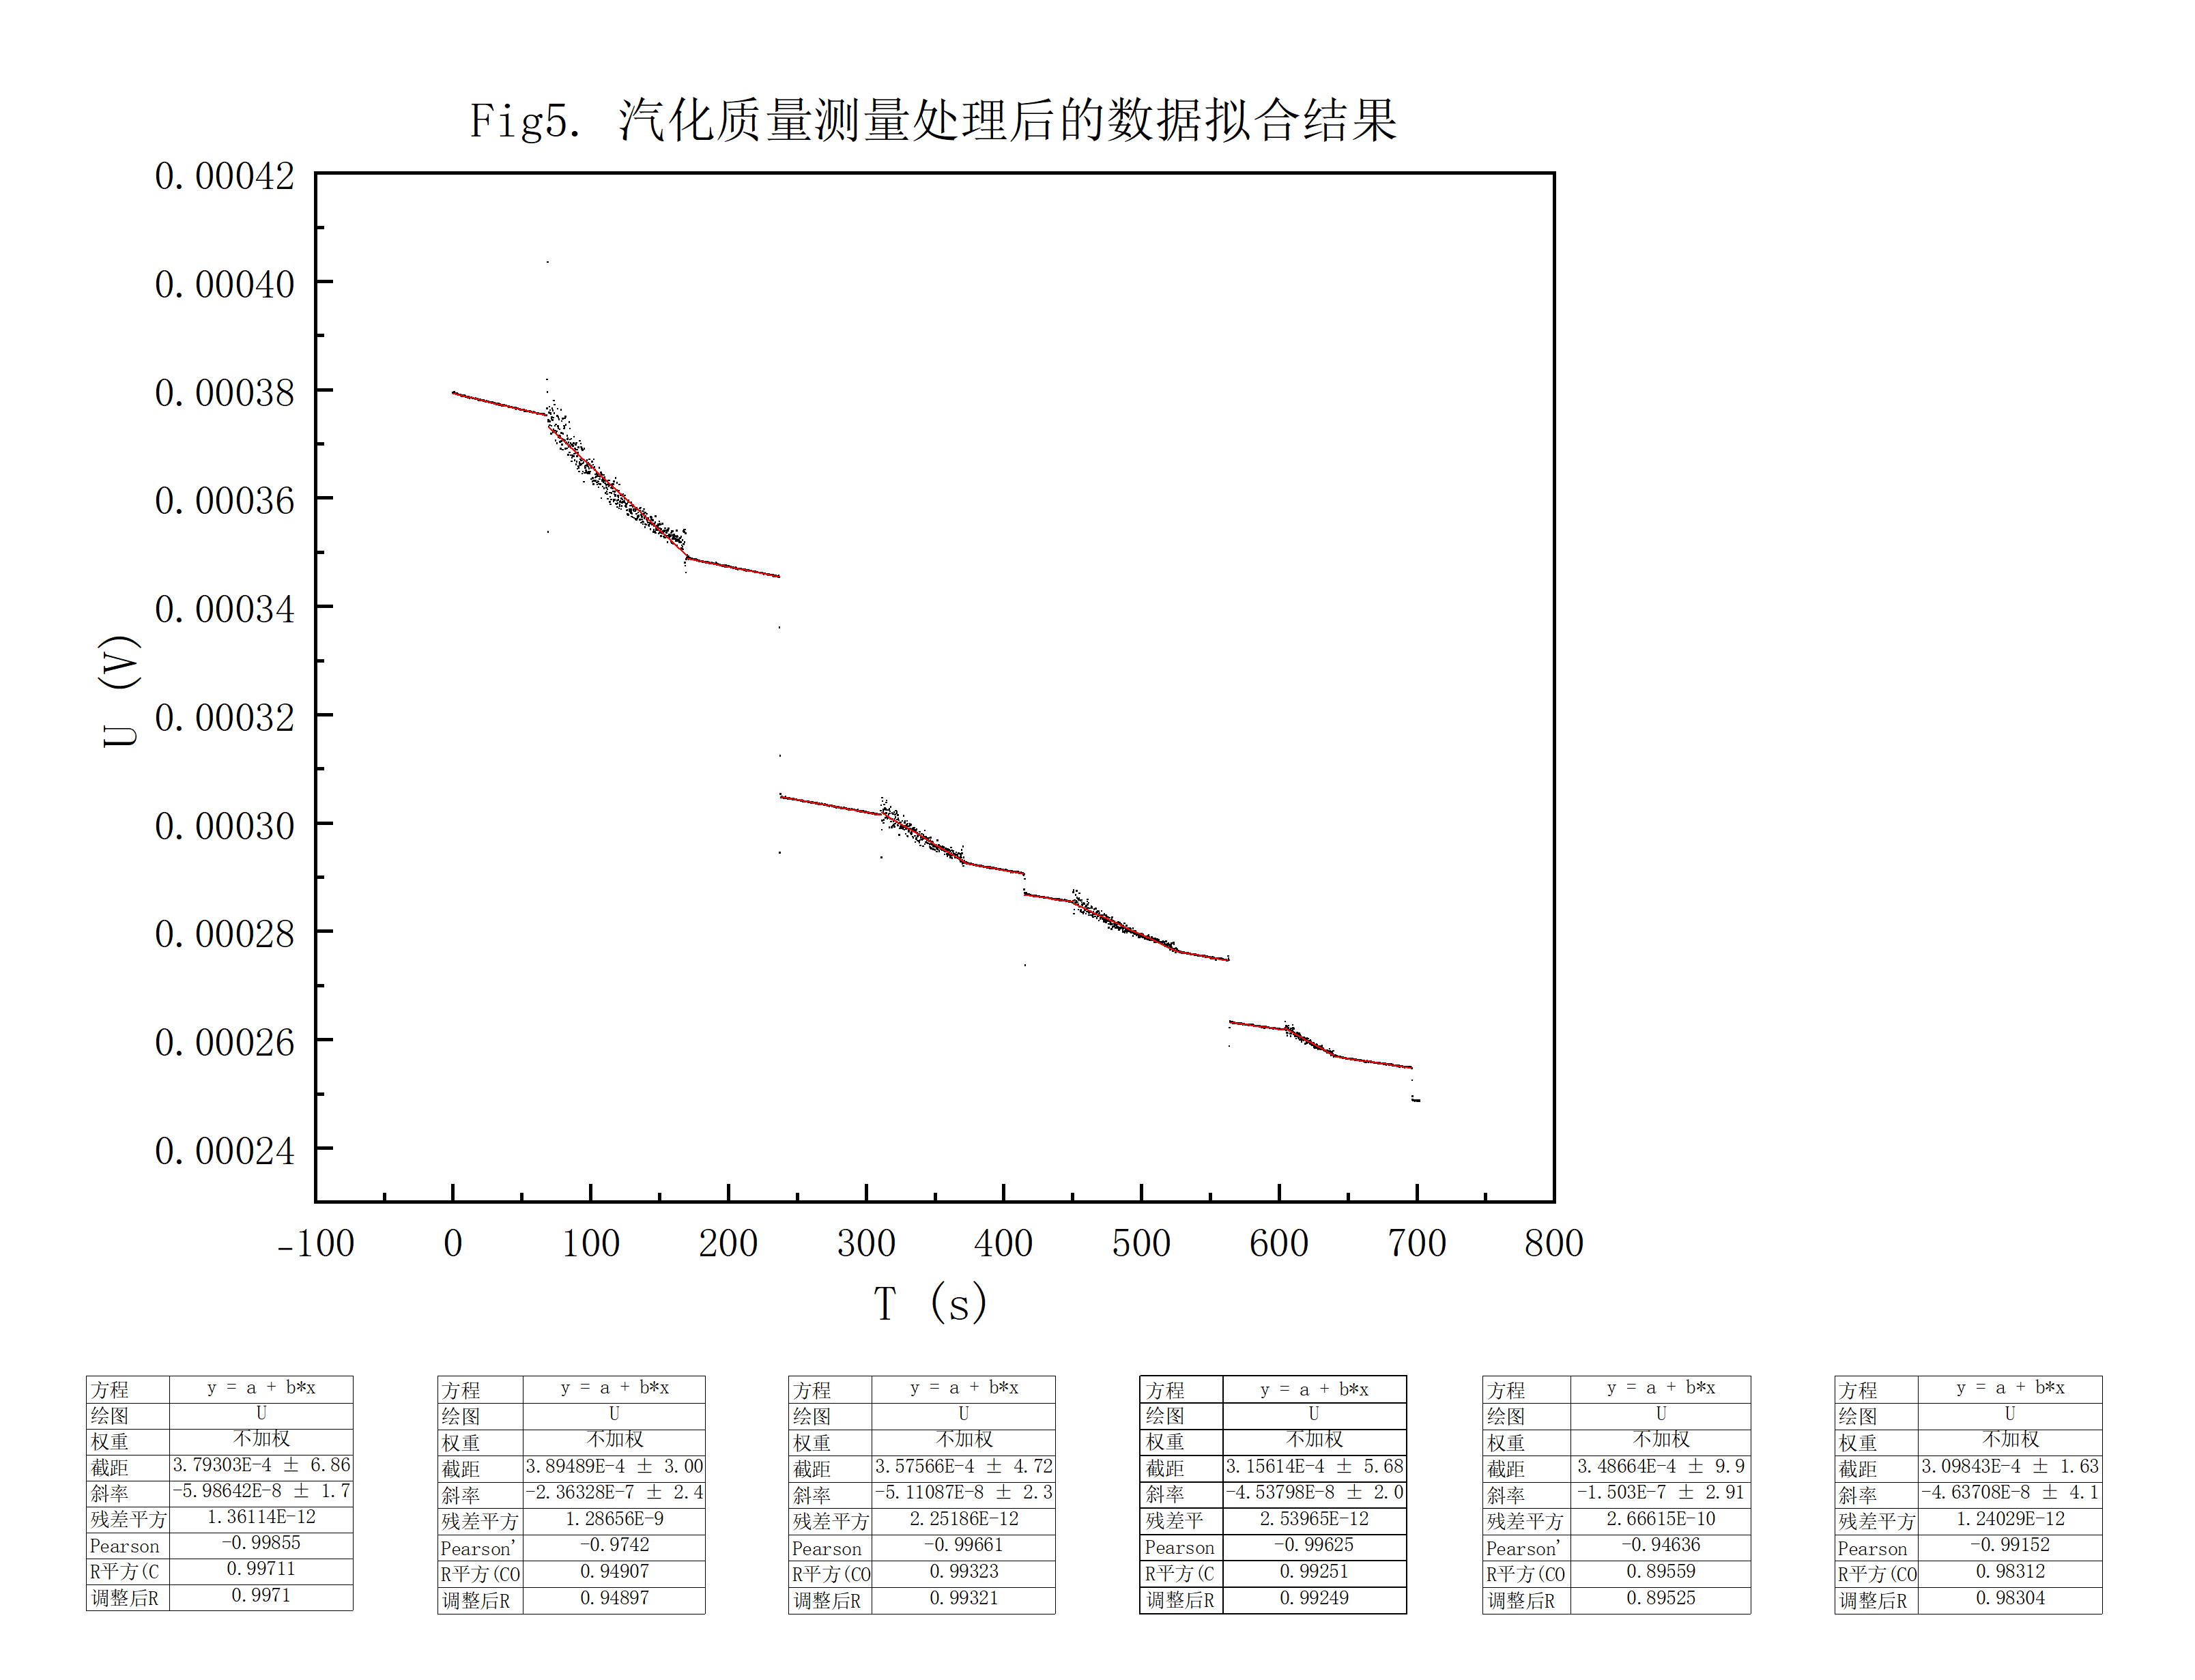 Fig5. 汽化质量测量处理后的数据拟合结果
0.00042
0.00040
0.00038
0.00036
0.00034
0.00032
0.00030
0.00028
0.00026
0.00024
U (V)
-100 0 100 200 300 400 500 600 700 800
T (s)
方程 y = a + b*x
绘图 U
权重 不加权
截距 3.79303E-4 ± 6.86
斜率 -5.98642E-8 ± 1.7
残差平方 1.36114E-12
Pearson -0.99855
R平方(C 0.99711
调整后R 0.9971
方程 y = a + b*x
绘图 U
权重 不加权
截距 3.89489E-4 ± 3.00
斜率 -2.36328E-7 ± 2.4
残差平方 1.28656E-9
Pearson' -0.9742
R平方(CO 0.94907
调整后R 0.94897
方程 y = a + b*x
绘图 U
权重 不加权
截距 3.57566E-4 ± 4.72
斜率 -5.11087E-8 ± 2.3
残差平方 2.25186E-12
Pearson -0.99661
R平方(CO 0.99323
调整后R 0.99321
方程 y = a + b*x
绘图 U
权重 不加权
截距 3.15614E-4 ± 5.68
斜率 -4.53798E-8 ± 2.0
残差平 2.53965E-12
Pearson -0.99625
R平方(C 0.99251
调整后R 0.99249
方程 y = a + b*x
绘图 U
权重 不加权
截距 3.48664E-4 ± 9.9
斜率 -1.503E-7 ± 2.91
残差平方 2.66615E-10
Pearson' -0.94636
R平方(CO 0.89559
调整后R 0.89525
方程 y = a + b*x
绘图 U
权重 不加权
截距 3.09843E-4 ± 1.63
斜率 -4.63708E-8 ± 4.1
残差平方 1.24029E-12
Pearson -0.99152
R平方(CO 0.98312
调整后R 0.98304